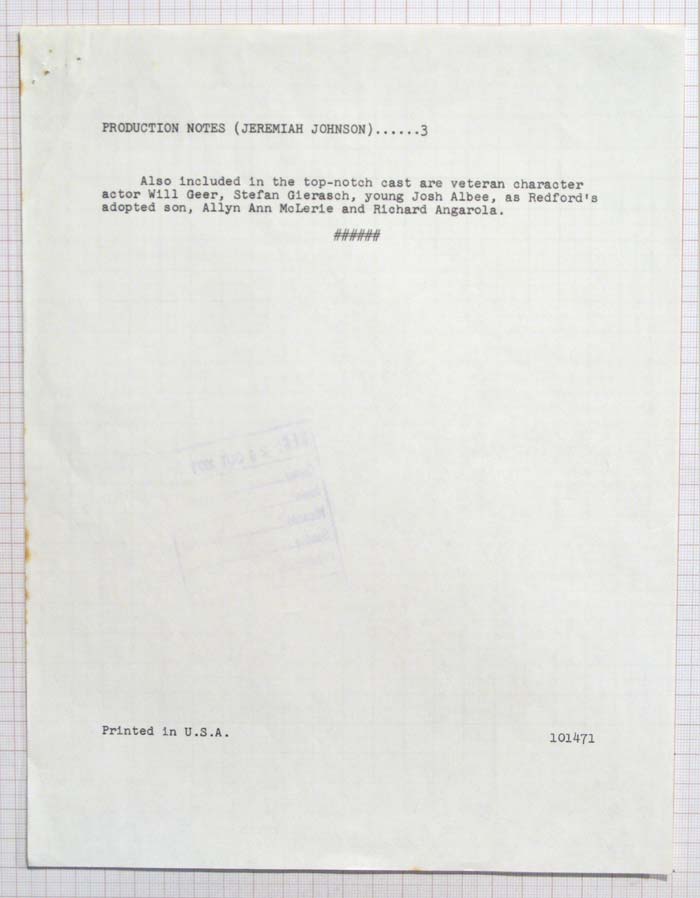 PRODUCTION NOTES (JEREMIAH JOHNSON)......3
Also included in the top-notch cast are veteran character
actor Will Geer, Stefan Gierasch, young Josh Albee, as Redford's
adopted son, Allyn Ann McLerie and Richard Angarola.
######
Printed in U.S.A.
101471